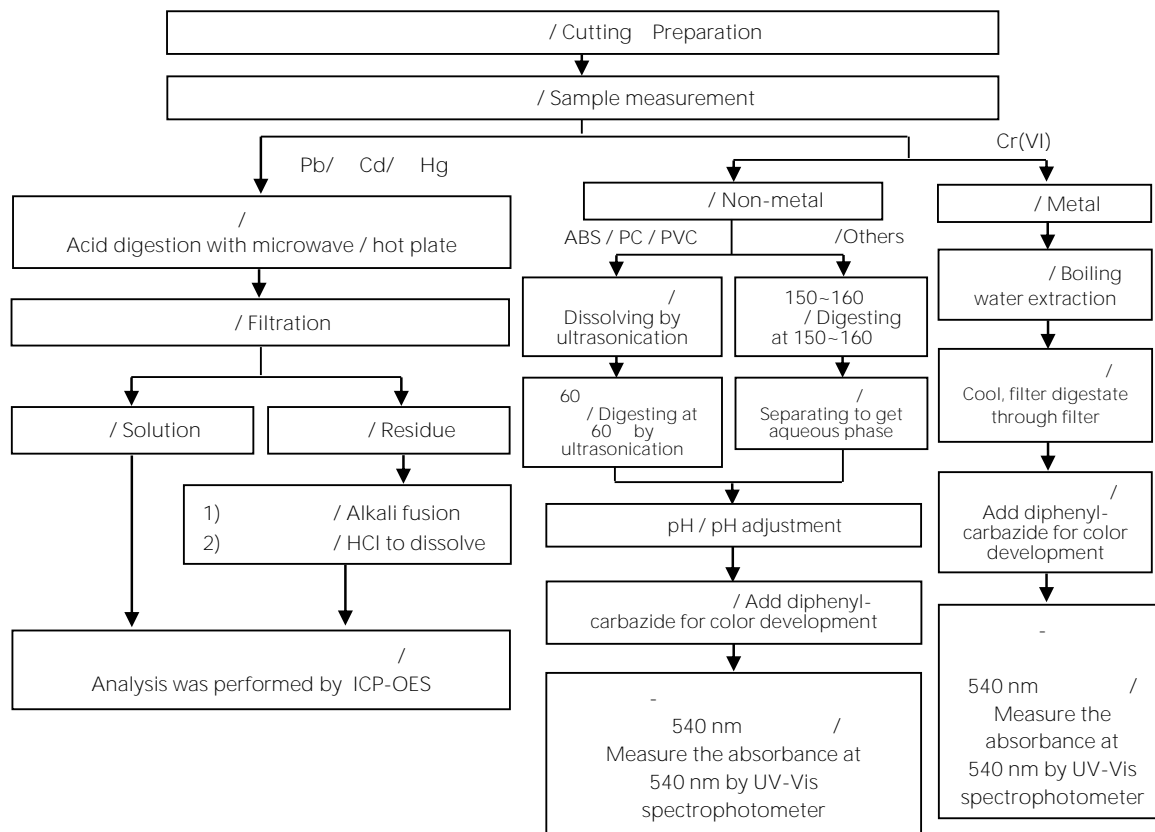 / Cutting Preparation
/ Sample measurement
Pb/ Cd/ Hg
Cr(VI)
/
Acid digestion with microwave / hot plate
/ Filtration
/ Solution
/ Residue
1) / Alkali fusion
2) / HCl to dissolve
/
Analysis was performed by ICP-OES
/ Non-metal
ABS / PC / PVC
/Others
/
Dissolving by
ultrasonication
60
/ Digesting at
60 by
ultrasonication
150~160
/ Digesting
at 150~160
/
Separating to get
aqueous phase
pH / pH adjustment
/ Add diphenyl-
carbazide for color development
-
540 nm /
Measure the absorbance at
540 nm by UV-Vis
spectrophotometer
/ Metal
/ Boiling
water extraction
/
Cool, filter digestate
through filter
/
Add diphenyl-
carbazide for color
development
-
540 nm /
Measure the
absorbance at
540 nm by UV-Vis
spectrophotometer